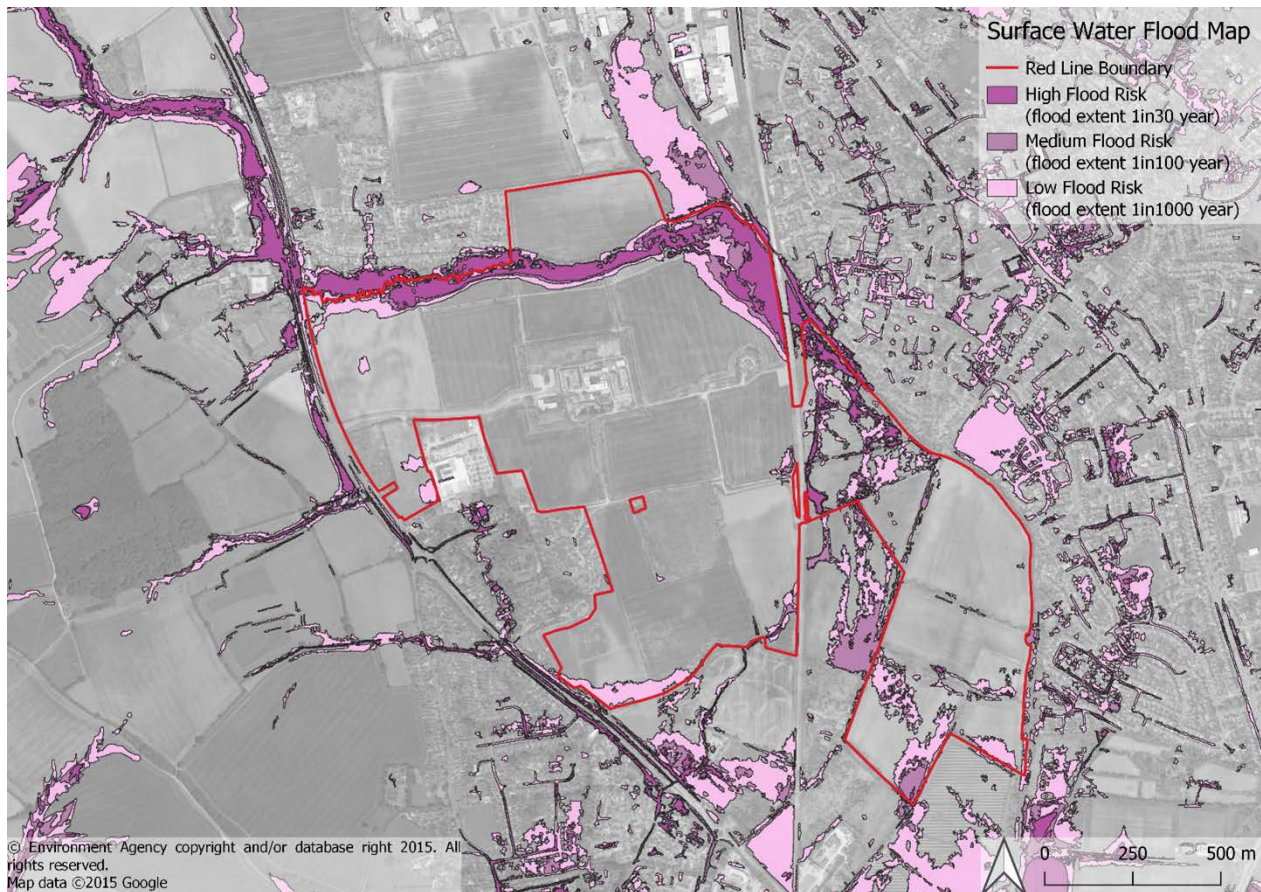 Surface Water Flood Map
Red Line Boundary
High Flood Risk
(flood extent 1in30 year)
Medium Flood Risk
(flood extent 1in100 year)
Low Flood Risk
(flood extent 1in1000 year)
© Environment Agency copyright and/or database right 2015. All
rights reserved.
Map data ©2015 Google
0 250 500 m